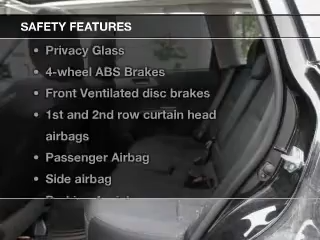 SAFETY FEATURES
• Privacy Glass
• 4-wheel ABS Brakes
• Front Ventilated disc brakes
• 1st and 2nd row curtain head
airbags
• Passenger Airbag
• Side airbag